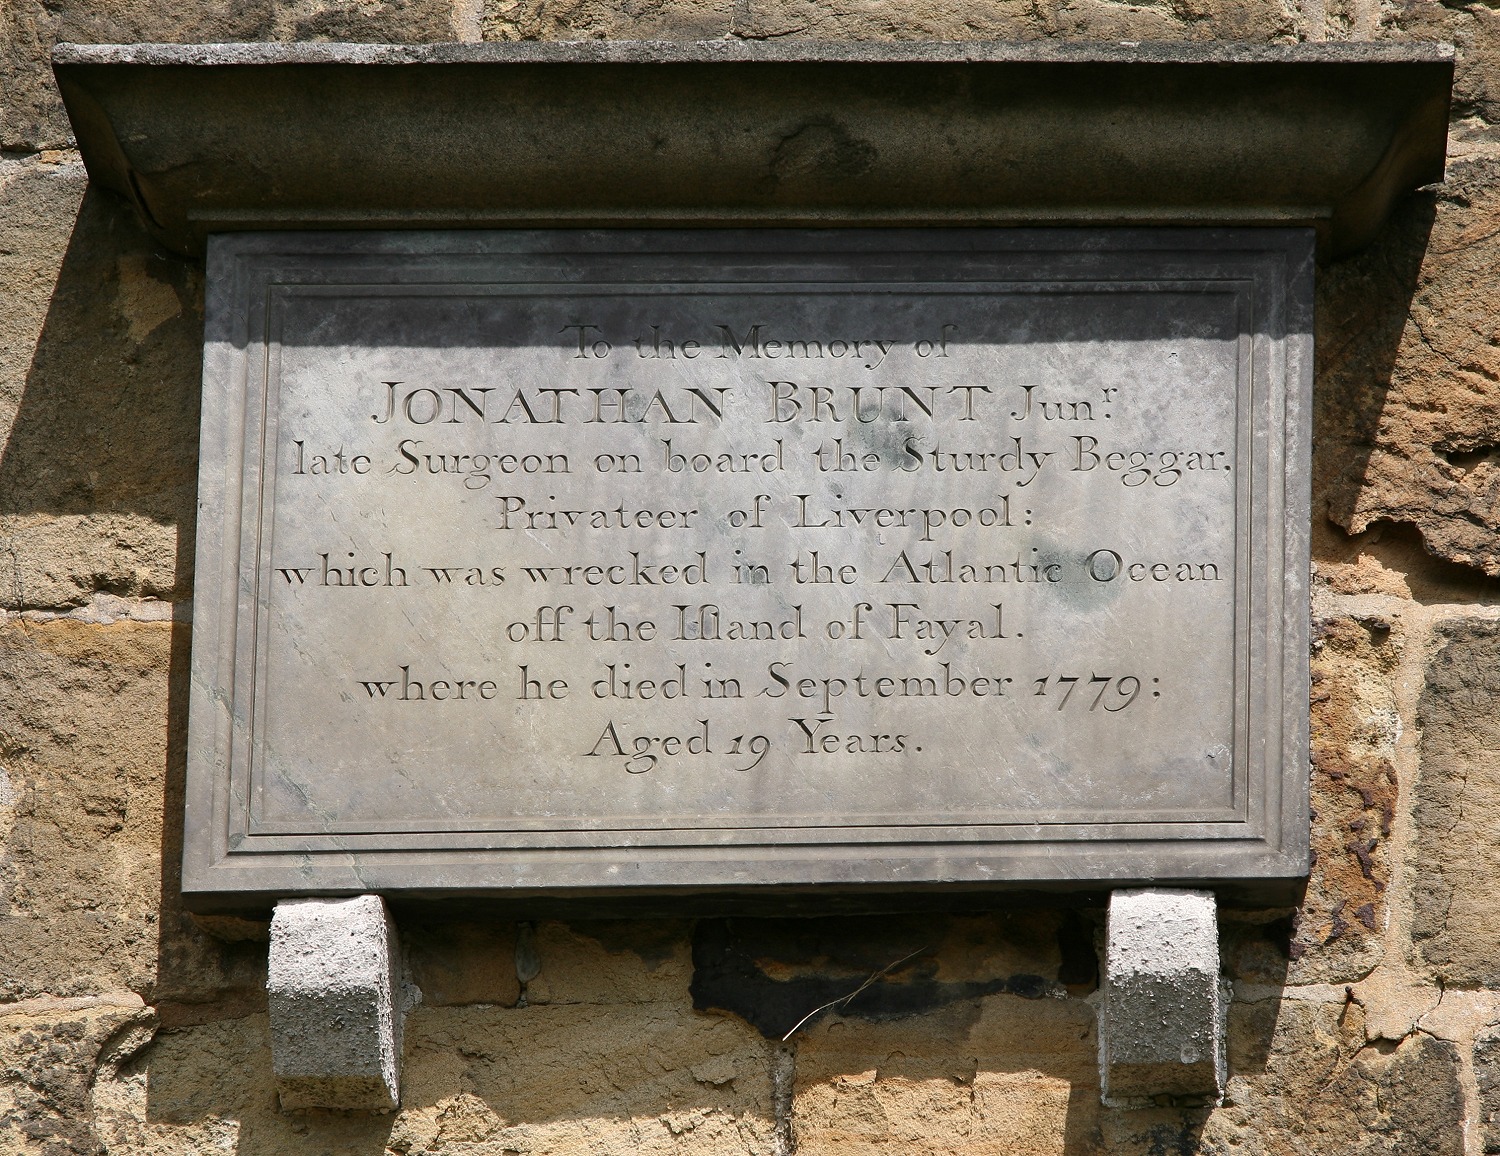 To the Memory of
JONATHAN BRUNT Junʳ.
late Surgeon on board the Sturdy Beggar,
Privateer of Liverpool:
which was wrecked in the Atlantic Ocean
off the Iſland of Fayal.
where he died in September 1779:
Aged 19 Years.